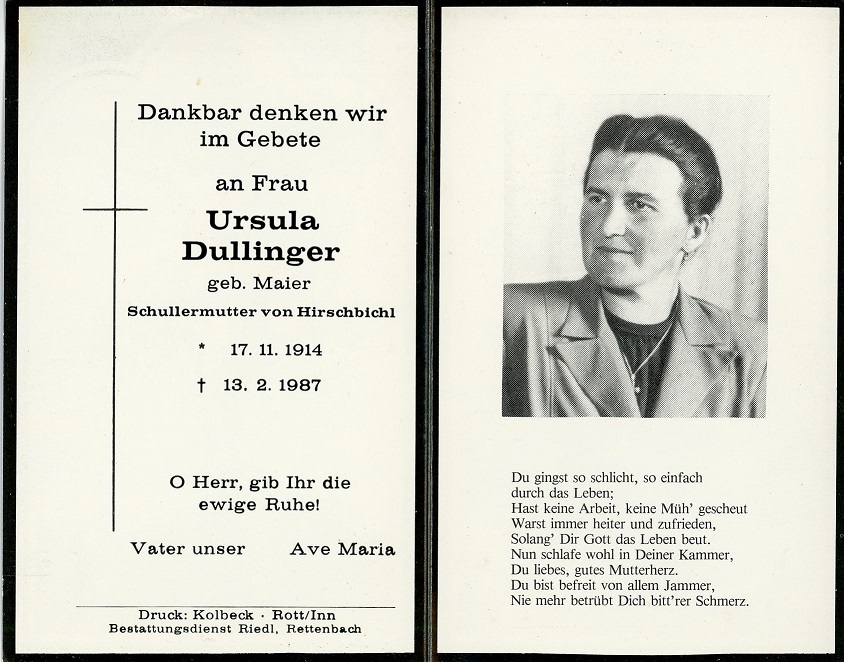 Dankbar denken wir
im Gebete
an Frau
Ursula
Dullinger
geb. Maier
Schullermutter von Hirschbichl
* 17. 11. 1914
† 13. 2. 1987
O Herr, gib Ihr die
ewige Ruhe!
Vater unser Ave Maria
Druck: Kolbeck · Rott/Inn
Bestattungsdienst Riedl, Rettenbach
Du gingst so schlicht, so einfach
durch das Leben;
Hast keine Arbeit, keine Müh' gescheut
Warst immer heiter und zufrieden,
Solang' Dir Gott das Leben beut.
Nun schlafe wohl in Deiner Kammer,
Du liebes, gutes Mutterherz.
Du bist befreit von allem Jammer,
Nie mehr betrübt Dich bitt'rer Schmerz.